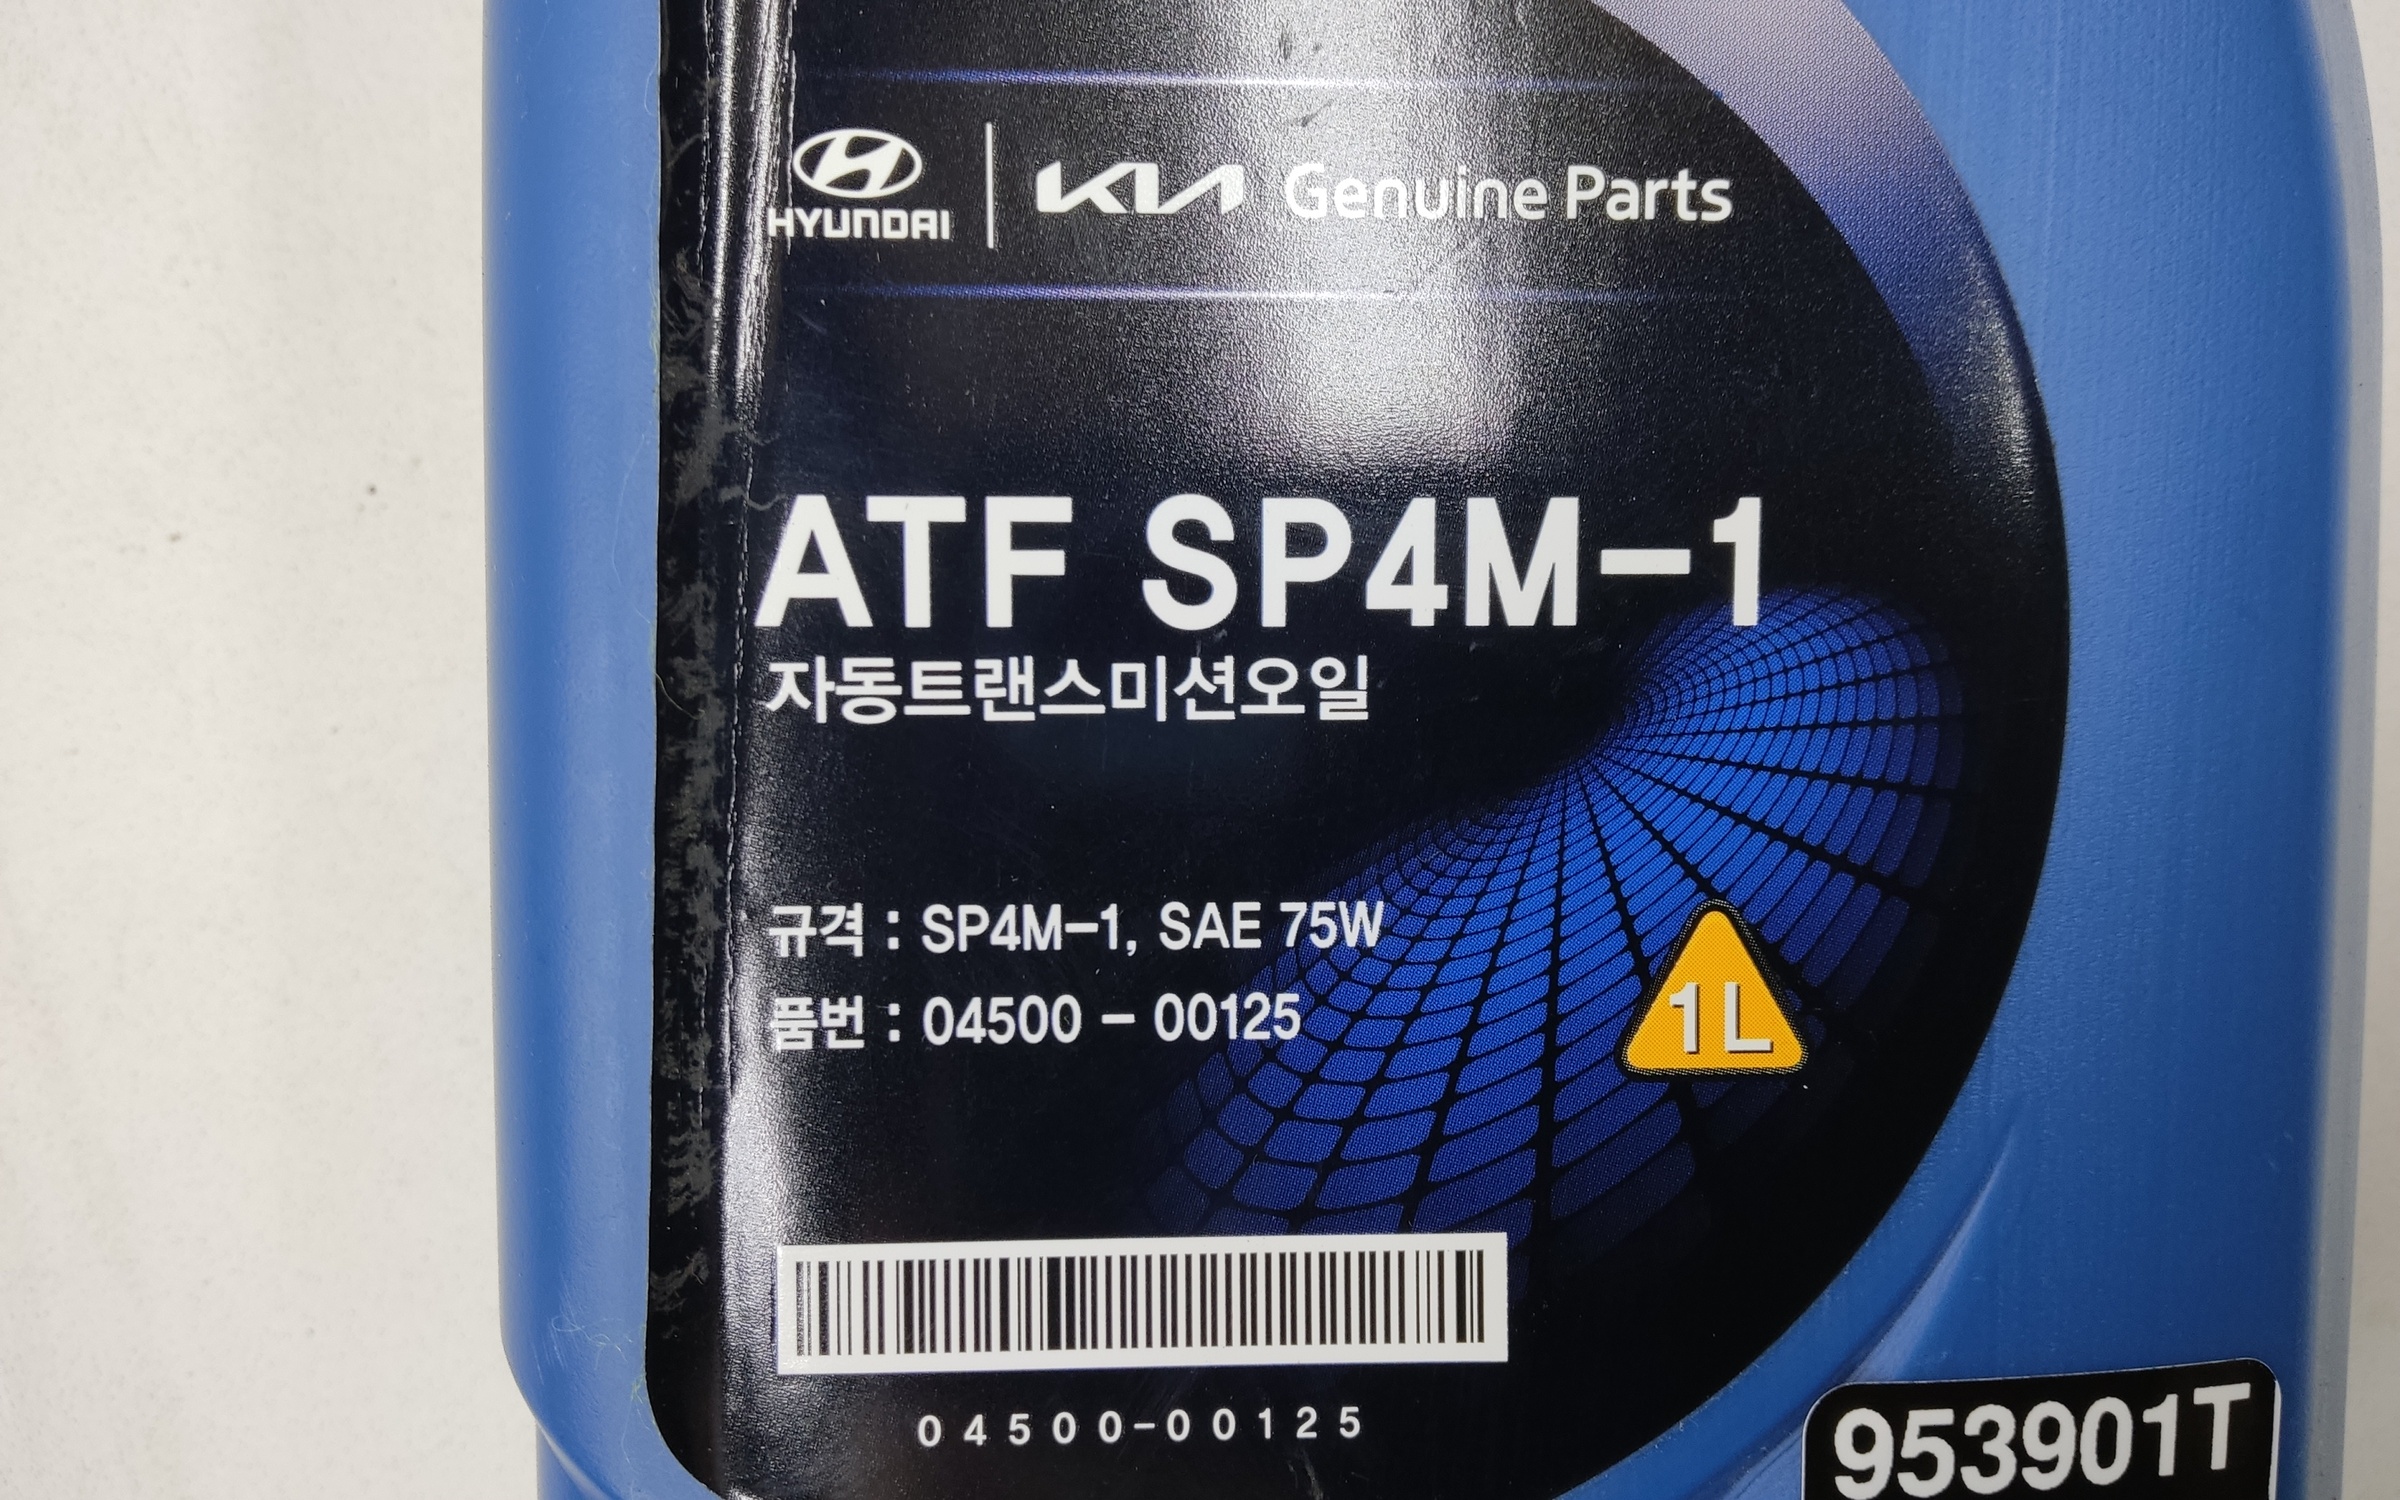 HYUNDAI KIA Genuine Parts
ATF SP4M-1
자동트랜스미션오일
규격 : SP4M-1, SAE 75W
품번 : 04500 - 00125
1L
04500-00125
953901T